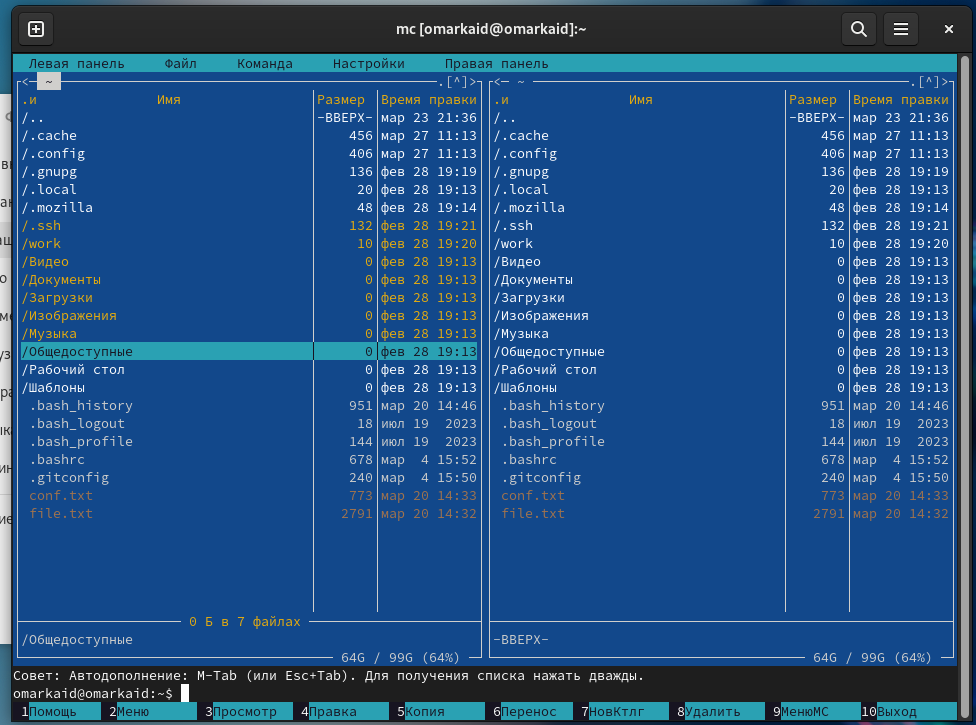 mc [omarkaid@omarkaid]:~
Левая панель Файл Команда Настройки Правая панель
<─ ~ .[^]> <─ ~ .[^]>
.и Имя Размер Время правки .и Имя Размер Время правки
/.. -ВВЕРХ- мар 23 21:36 /.. -ВВЕРХ- мар 23 21:36
/.cache 456 мар 27 11:13 /.cache 456 мар 27 11:13
/.config 406 мар 27 11:13 /.config 406 мар 27 11:13
/.gnupg 136 фев 28 19:19 /.gnupg 136 фев 28 19:19
/.local 20 фев 28 19:13 /.local 20 фев 28 19:13
/.mozilla 48 фев 28 19:14 /.mozilla 48 фев 28 19:14
/.ssh 132 фев 28 19:21 /.ssh 132 фев 28 19:21
/work 10 фев 28 19:20 /work 10 фев 28 19:20
/Видео 0 фев 28 19:13 /Видео 0 фев 28 19:13
/Документы 0 фев 28 19:13 /Документы 0 фев 28 19:13
/Загрузки 0 фев 28 19:13 /Загрузки 0 фев 28 19:13
/Изображения 0 фев 28 19:13 /Изображения 0 фев 28 19:13
/Музыка 0 фев 28 19:13 /Музыка 0 фев 28 19:13
/Общедоступные 0 фев 28 19:13 /Общедоступные 0 фев 28 19:13
/Рабочий стол 0 фев 28 19:13 /Рабочий стол 0 фев 28 19:13
/Шаблоны 0 фев 28 19:13 /Шаблоны 0 фев 28 19:13
.bash_history 951 мар 20 14:46 .bash_history 951 мар 20 14:46
.bash_logout 18 июл 19 2023 .bash_logout 18 июл 19 2023
.bash_profile 144 июл 19 2023 .bash_profile 144 июл 19 2023
.bashrc 678 мар 4 15:52 .bashrc 678 мар 4 15:52
.gitconfig 240 мар 4 15:50 .gitconfig 240 мар 4 15:50
conf.txt 773 мар 20 14:33 conf.txt 773 мар 20 14:33
file.txt 2791 мар 20 14:32 file.txt 2791 мар 20 14:32
0 Б в 7 файлах
/Общедоступные -ВВЕРХ-
64G / 99G (64%) 64G / 99G (64%)
Совет: Автодополнение: M-Tab (или Esc+Tab). Для получения списка нажать дважды.
omarkaid@omarkaid:~$
1Помощь 2Меню 3Просмотр 4Правка 5Копия 6Перенос 7НовКтлг 8Удалить 9МенюМС 10Выход